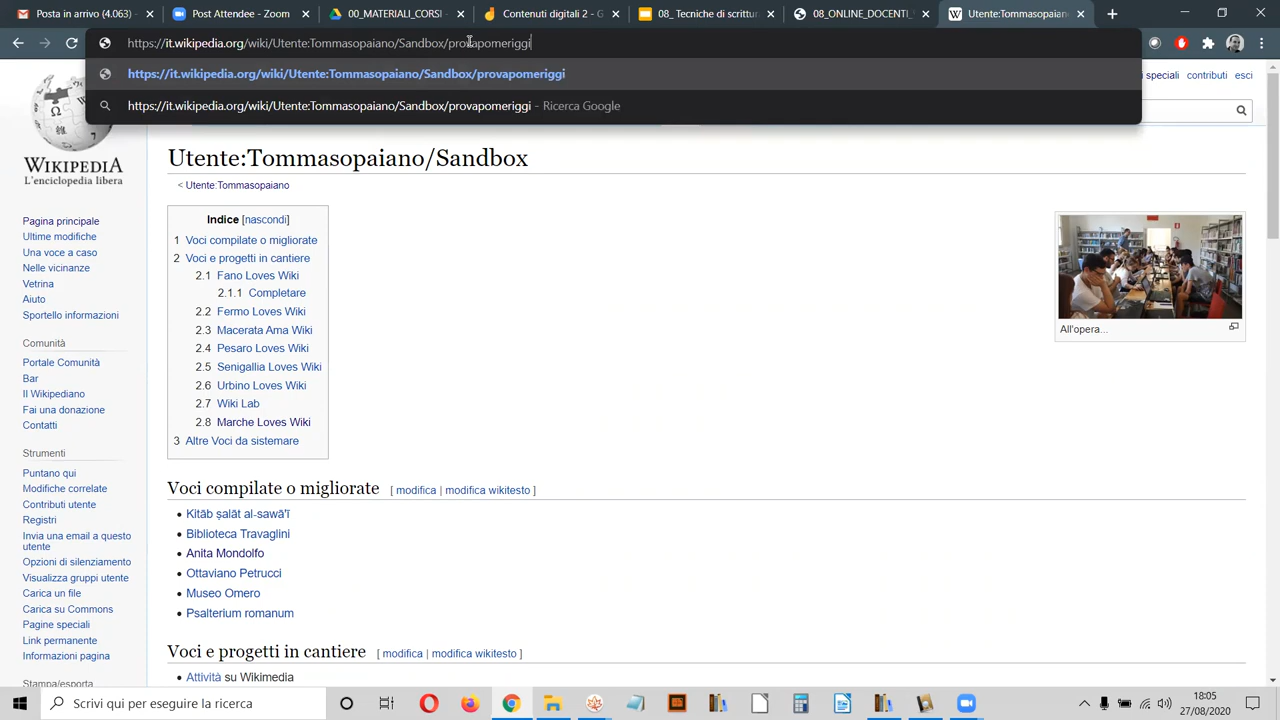 Posta in arrivo (4.063)
Post Attendee - Zoom
00_MATERIALI_CORSI
Contenuti digitali 2 - G
08_ Tecniche di scrittur
08_ONLINE_DOCENTI_
Utente:Tommasopaiano
https://it.wikipedia.org/wiki/Utente:Tommasopaiano/Sandbox/provapomeriggi
https://it.wikipedia.org/wiki/Utente:Tommasopaiano/Sandbox/provapomeriggi
https://it.wikipedia.org/wiki/Utente:Tommasopaiano/Sandbox/provapomeriggi - Ricerca Google
speciali contributi esci
WIKIPEDIA
L'enciclopedia libera
Pagina principale
Ultime modifiche
Una voce a caso
Nelle vicinanze
Vetrina
Aiuto
Sportello informazioni
Comunità
Portale Comunità
Bar
Il Wikipediano
Fai una donazione
Contatti
Strumenti
Puntano qui
Modifiche correlate
Contributi utente
Registri
Invia una email a questo
utente
Opzioni di silenziamento
Visualizza gruppi utente
Carica un file
Carica su Commons
Pagine speciali
Link permanente
Informazioni pagina
Stampa/esporta
Utente:Tommasopaiano/Sandbox
< Utente:Tommasopaiano
Indice [nascondi]
1 Voci compilate o migliorate
2 Voci e progetti in cantiere
2.1 Fano Loves Wiki
2.1.1 Completare
2.2 Fermo Loves Wiki
2.3 Macerata Ama Wiki
2.4 Pesaro Loves Wiki
2.5 Senigallia Loves Wiki
2.6 Urbino Loves Wiki
2.7 Wiki Lab
2.8 Marche Loves Wiki
3 Altre Voci da sistemare
All'opera...
Voci compilate o migliorate [ modifica | modifica wikitesto ]
• Kitāb ṣalāt al-sawā'ī
• Biblioteca Travaglini
• Anita Mondolfo
• Ottaviano Petrucci
• Museo Omero
• Psalterium romanum
Voci e progetti in cantiere [ modifica | modifica wikitesto ]
• Attività su Wikimedia
Scrivi qui per eseguire la ricerca
18:05
27/08/2020